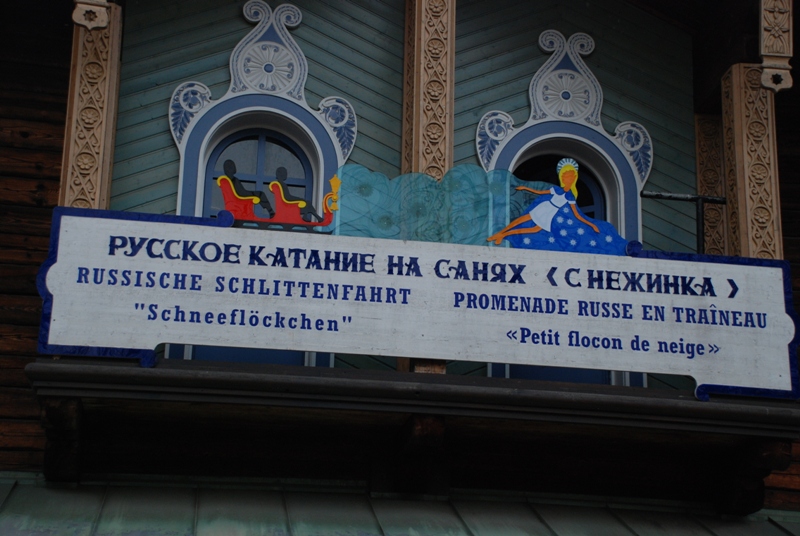 РУССКОЕ КАТАНИЕ НА САНЯХ < СНЕЖИНКА >
RUSSISCHE SCHLITTENFAHRT
"Schneeflöckchen"
PROMENADE RUSSE EN TRAÎNEAU
«Petit flocon de neige»